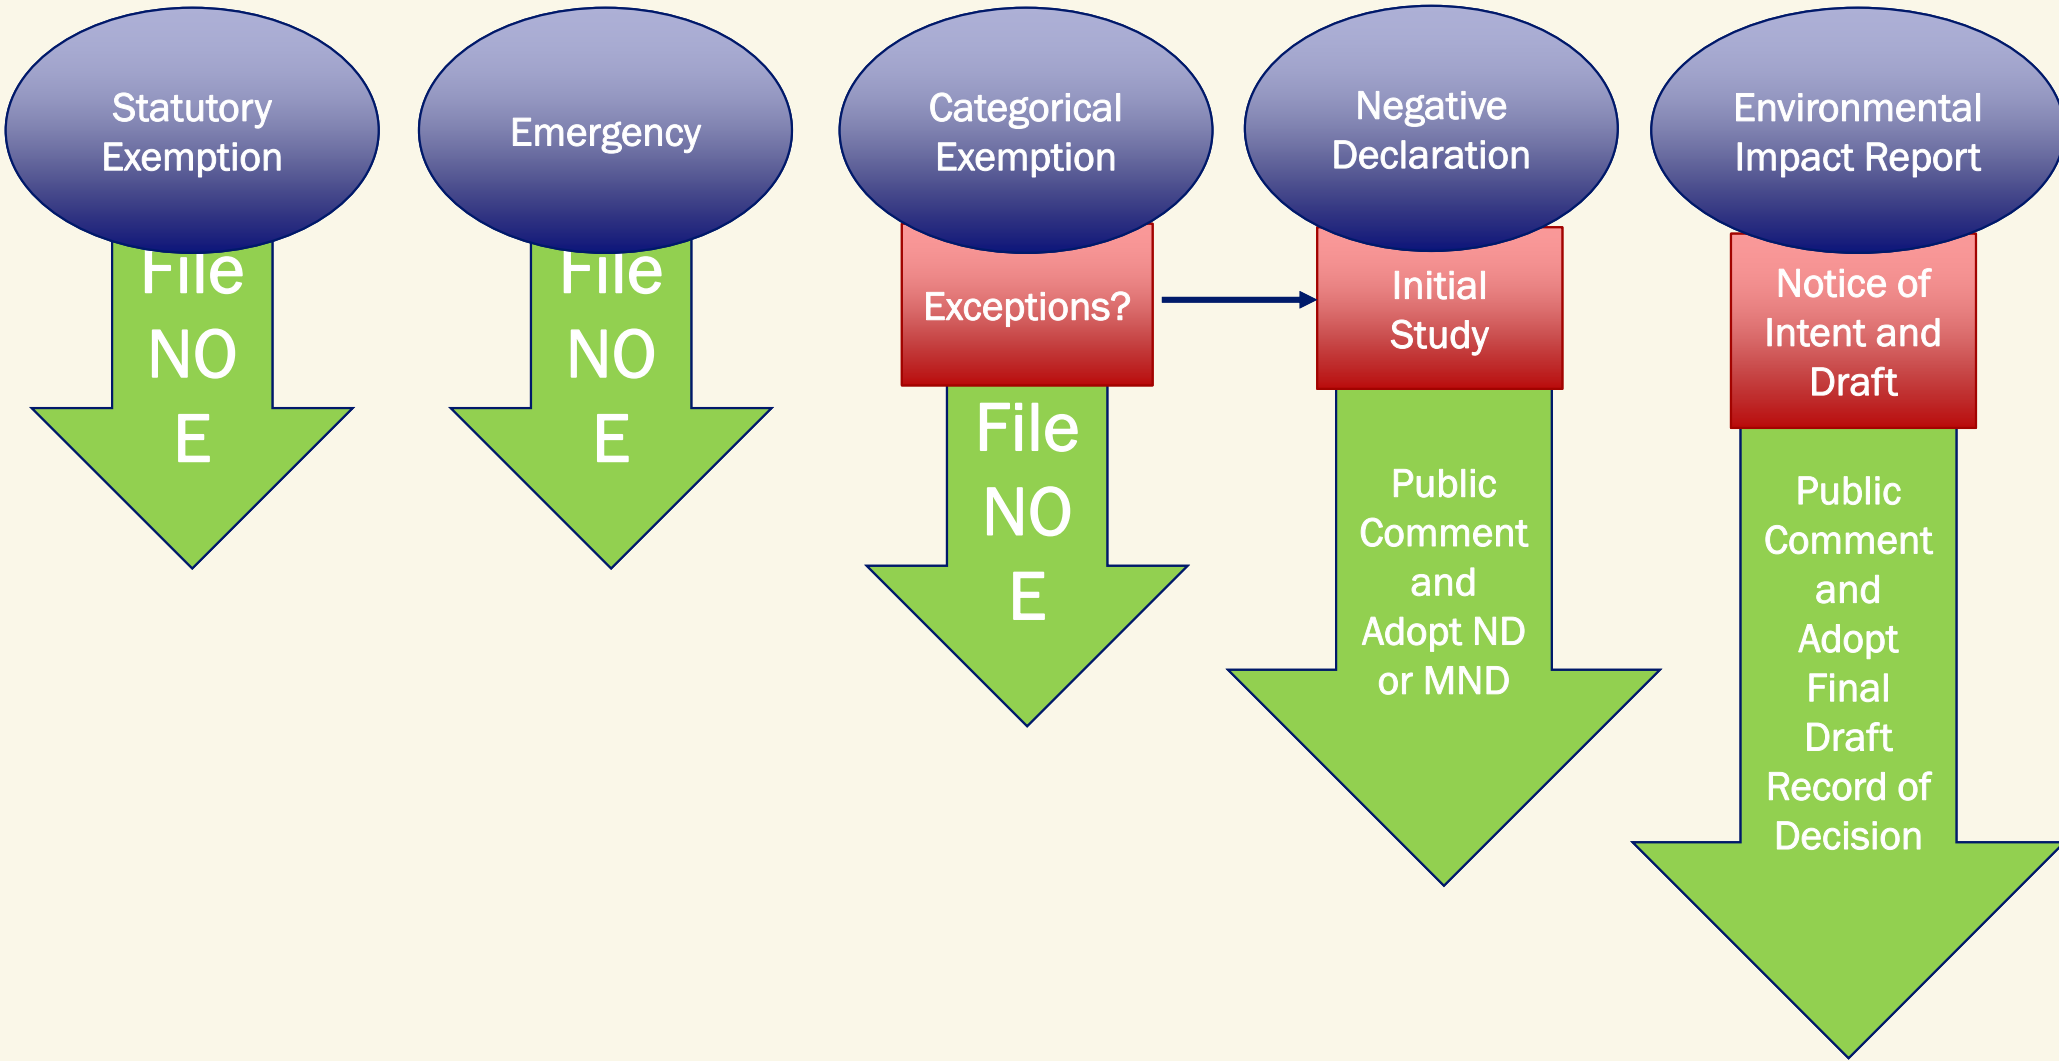 Statutory
Exemption
File
NO
E
Emergency
File
NO
E
Categorical
Exemption
Exceptions?
File
NO
E
Negative
Declaration
Initial
Study
Public
Comment
and
Adopt ND
or MND
Environmental
Impact Report
Notice of
Intent and
Draft
Public
Comment
and
Adopt
Final
Draft
Record of
Decision